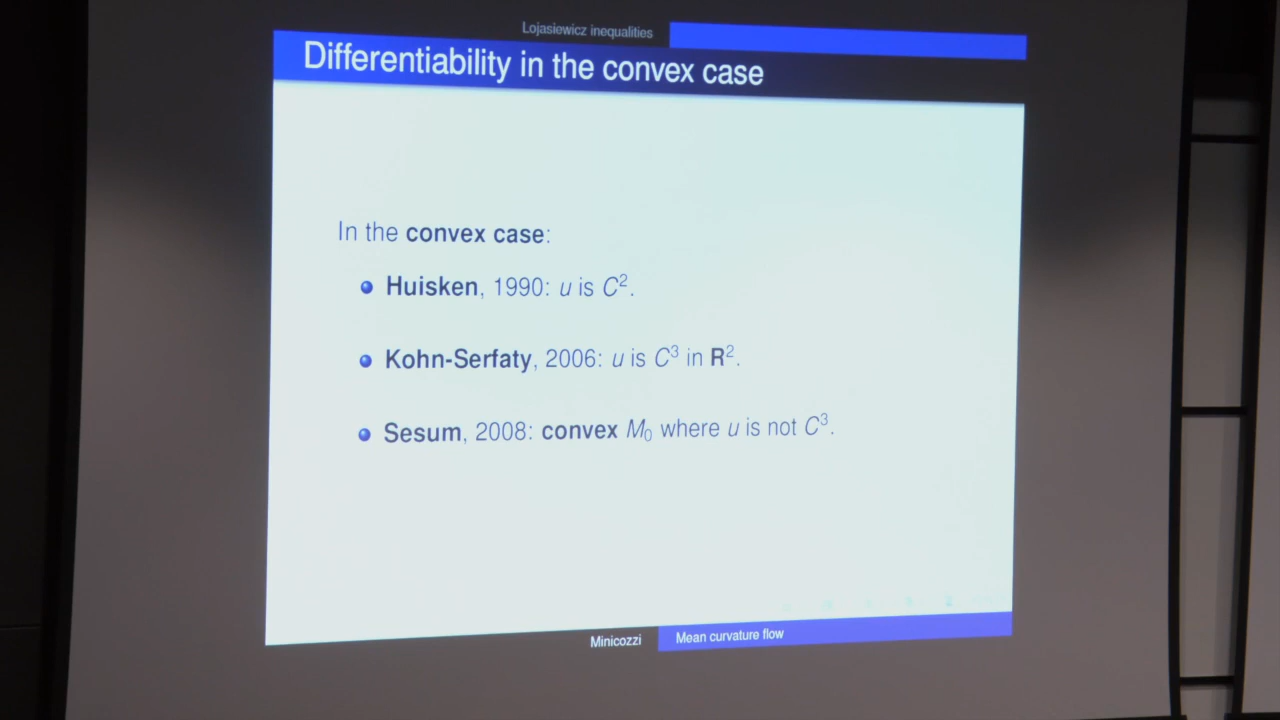 Lojasiewicz inequalities
Differentiability in the convex case
In the convex case:
Huisken, 1990: u is C².
Kohn-Serfaty, 2006: u is C³ in R².
Sesum, 2008: convex M₀ where u is not C³.
Minicozzi
Mean curvature flow